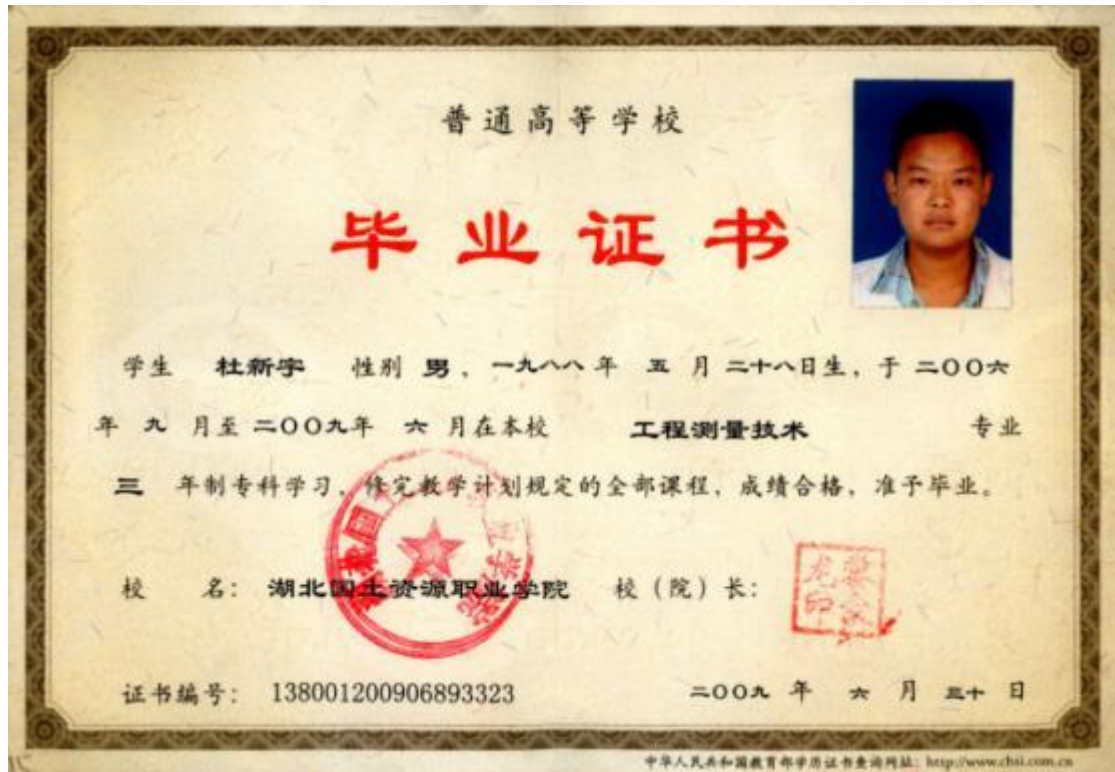 普通高等学校
毕业证书
学生 杜新宇 性别 男，一九八八年 五 月 二十八日生，于 二〇〇六
年 九 月至 二〇〇九年 六 月在本校 工程测量技术 专业
三 年制专科学习，修完教学计划规定的全部课程，成绩合格，准予毕业。
校 名：湖北国土资源职业学院 校（院）长：
证书编号：138001200906893323 二〇〇九 年 六 月 三十 日
中华人民共和国教育部学历证书查询网址：http://www.chsi.com.cn